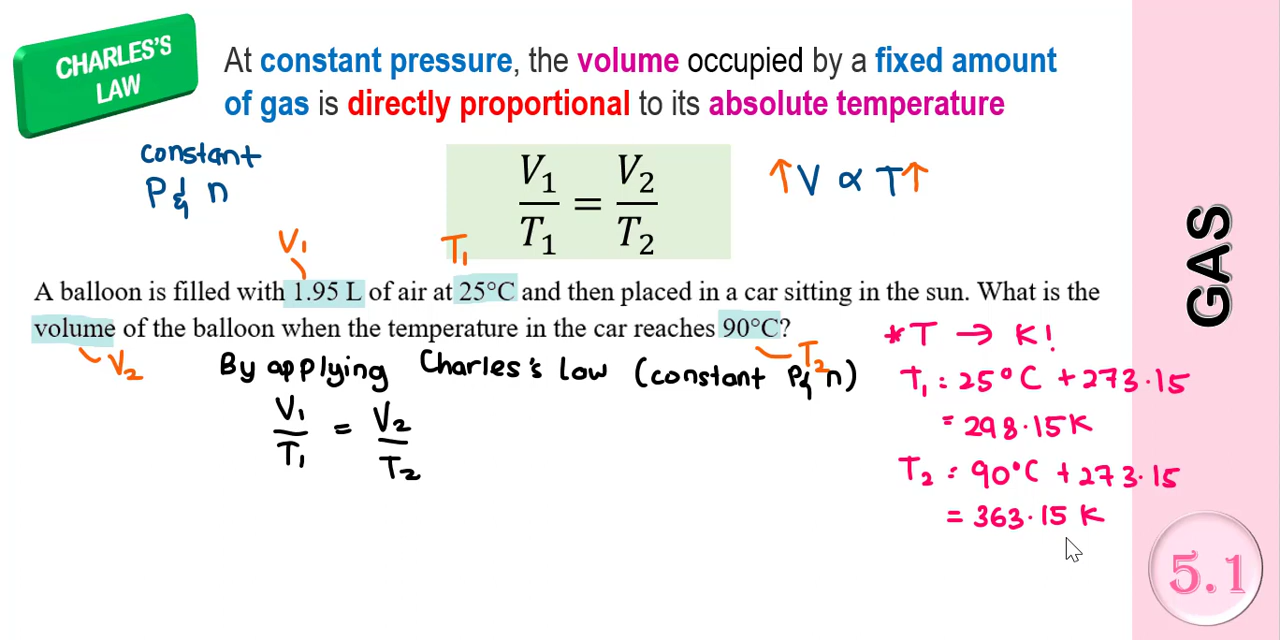 CHARLES'S
LAW
At constant pressure, the volume occupied by a fixed amount
of gas is directly proportional to its absolute temperature
constant
P & n
V₁/T₁ = V₂/T₂
↑V ∝ T↑
V₁
T₁
A balloon is filled with 1.95 L of air at 25°C and then placed in a car sitting in the sun. What is the
volume of the balloon when the temperature in the car reaches 90°C?
V₂
T₂
By applying Charles's Low (constant P & n)
V₁/T₁ = V₂/T₂
*T → K!
T₁ = 25°C + 273.15
= 298.15K
T₂ = 90°C + 273.15
= 363.15 K
GAS
5.1